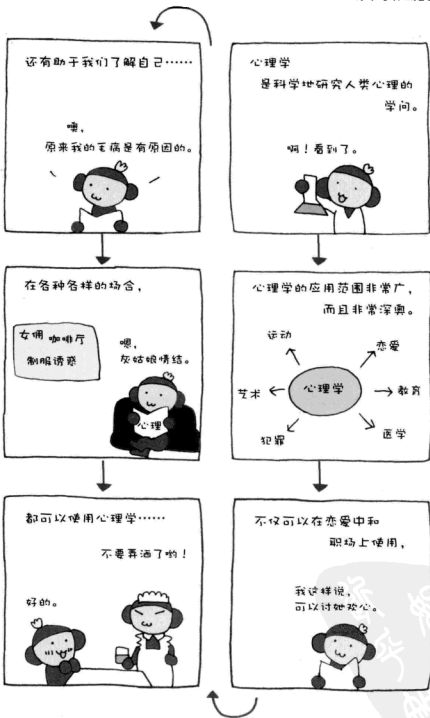 心理学
是科学地研究人类心理的
学问。
啊！看到了。
心理学的应用范围非常广，
而且非常深奥。
运动
恋爱
艺术
心理学
教育
犯罪
医学
不仅可以在恋爱中和
职场上使用，
我这样说，
可以讨她欢心。
还有助于我们了解自己……
噢，
原来我的毛病是有原因的。
在各种各样的场合，
女佣 咖啡厅
制服诱惑
嗯，
灰姑娘情结。
心理
都可以使用心理学……
不要弄洒了哟！
好的。